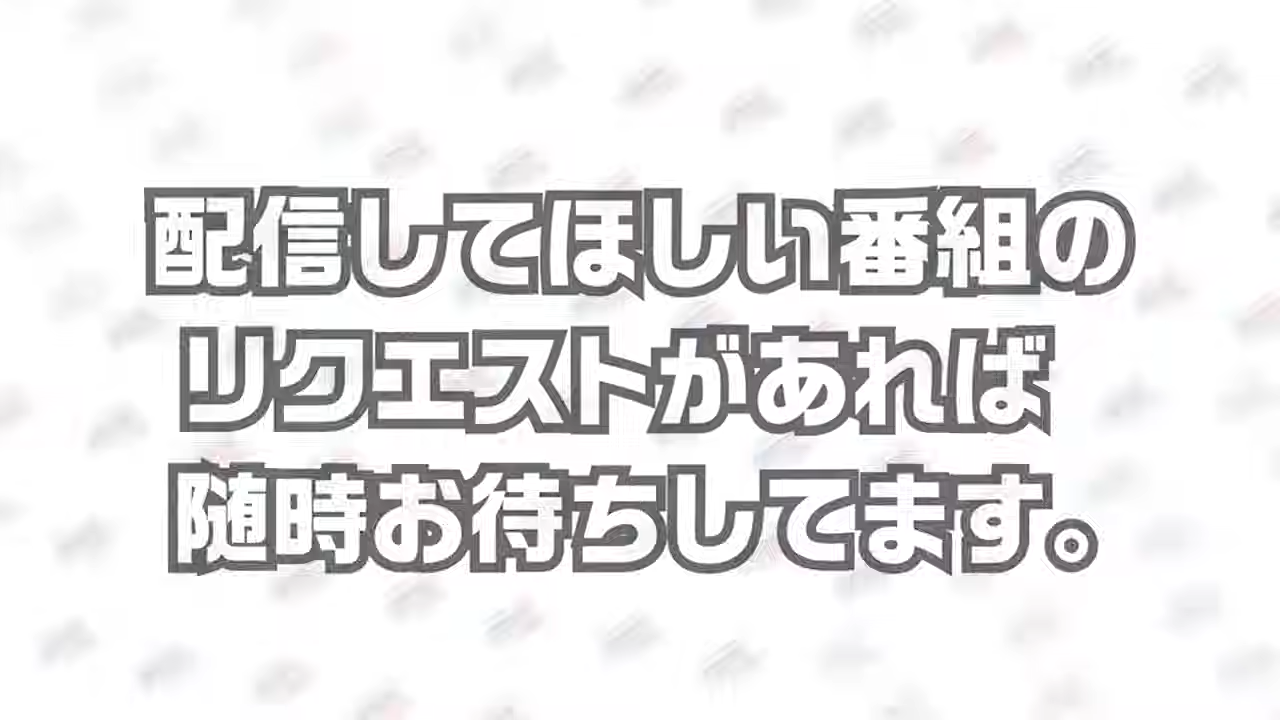 配信してほしい番組の
リクエストがあれば
随時お待ちしてます。